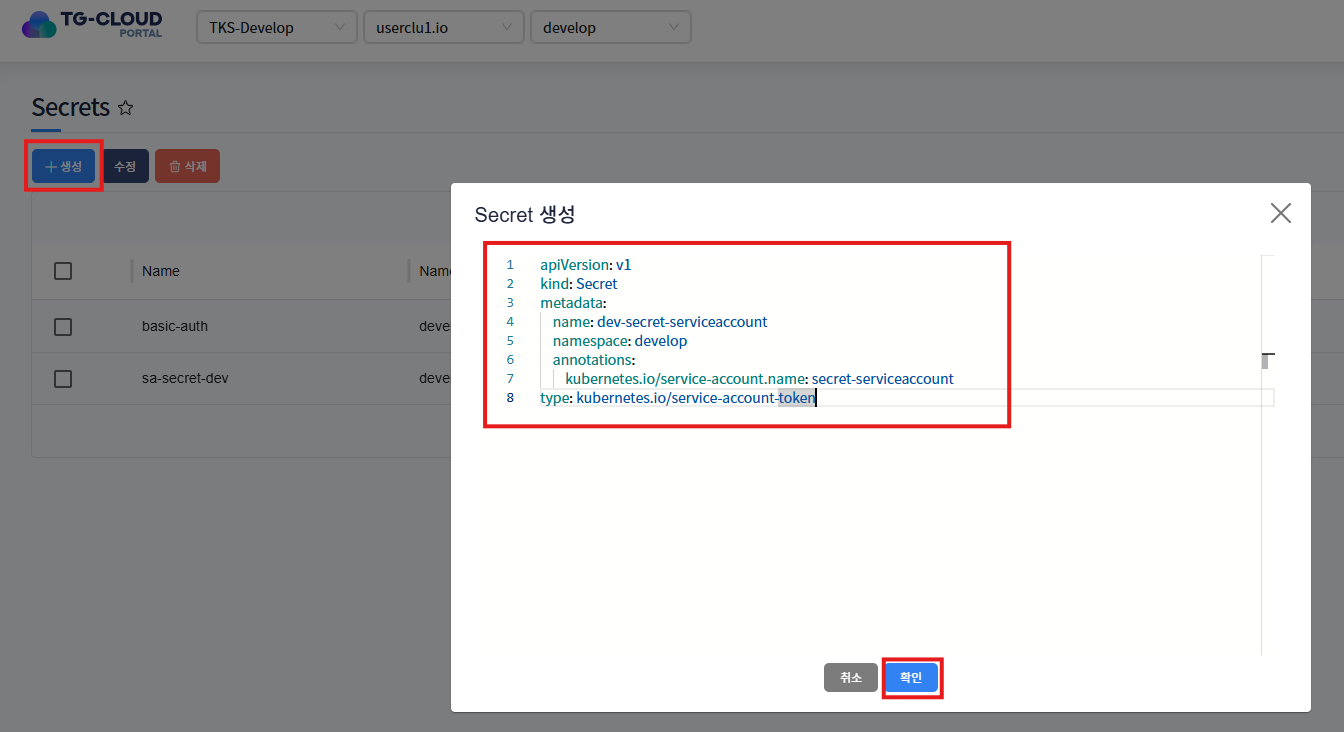 TG-CLOUD
PORTAL
TKS-Develop
userclu1.io
develop
Secrets
생성
수정
삭제
Secret 생성
Name
Name
basic-auth
deve
sa-secret-dev
deve
1 apiVersion: v1
2 kind: Secret
3 metadata:
4 name: dev-secret-serviceaccount
5 namespace: develop
6 annotations:
7 kubernetes.io/service-account.name: secret-serviceaccount
8 type: kubernetes.io/service-account-token
취소
확인